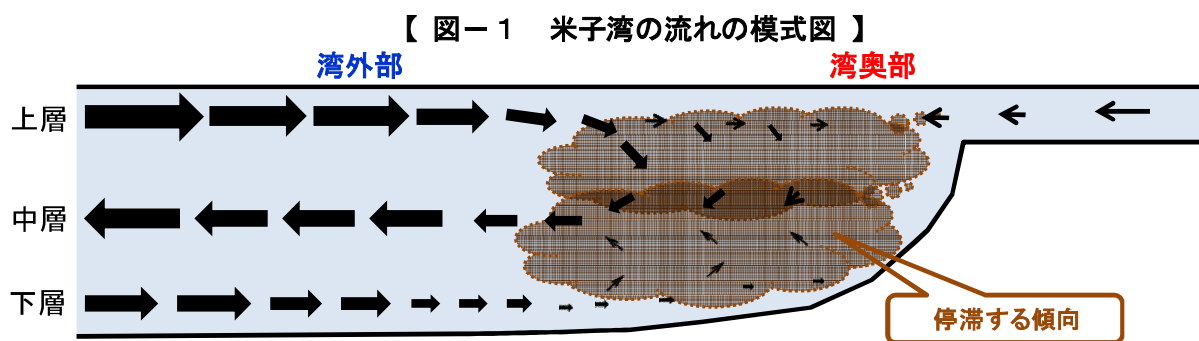 【 図－１　米子湾の流れの模式図 】
湾外部
湾奥部
上層
中層
下層
停滞する傾向